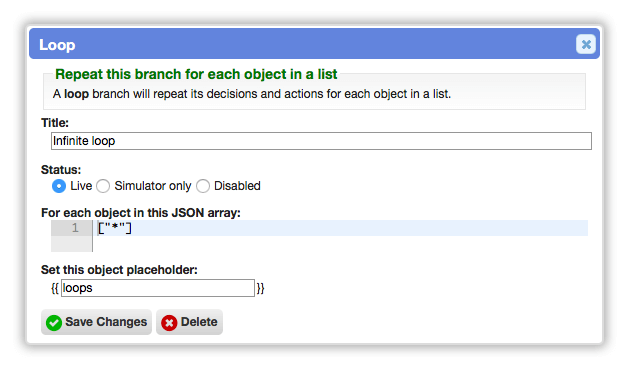 Loop
Repeat this branch for each object in a list
A loop branch will repeat its decisions and actions for each object in a list.
Title:
Infinite loop
Status:
Live Simulator only Disabled
For each object in this JSON array:
1 ["*"]
Set this object placeholder:
{{ loops }}
Save Changes Delete